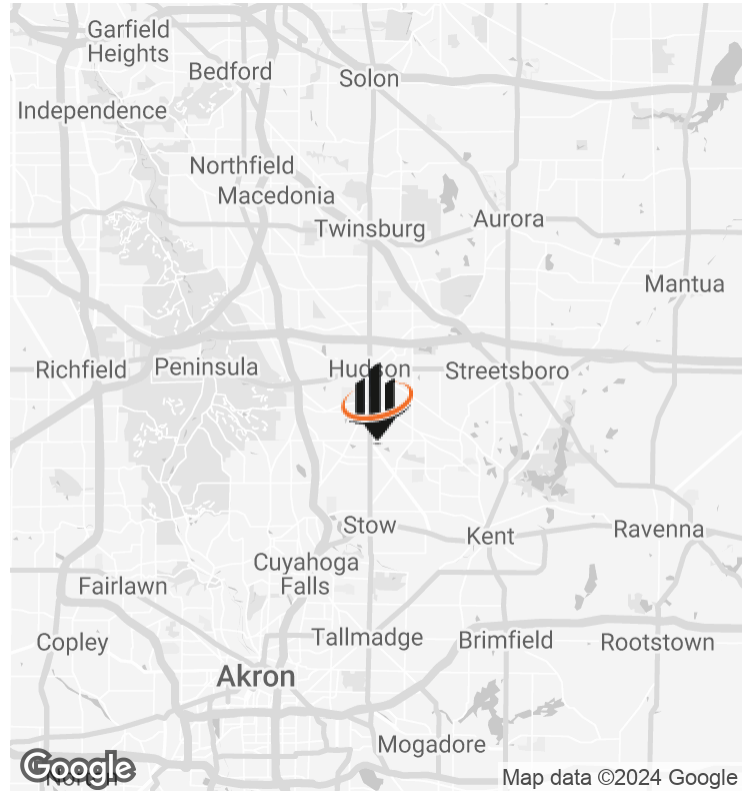 Garfield
Heights
Bedford
Solon
Independence
Northfield
Macedonia
Twinsburg
Aurora
Mantua
Richfield
Peninsula
Hudson
Streetsboro
Stow
Kent
Ravenna
Cuyahoga
Falls
Fairlawn
Copley
Tallmadge
Brimfield
Rootstown
Akron
Mogadore
Google
Map data ©2024 Google